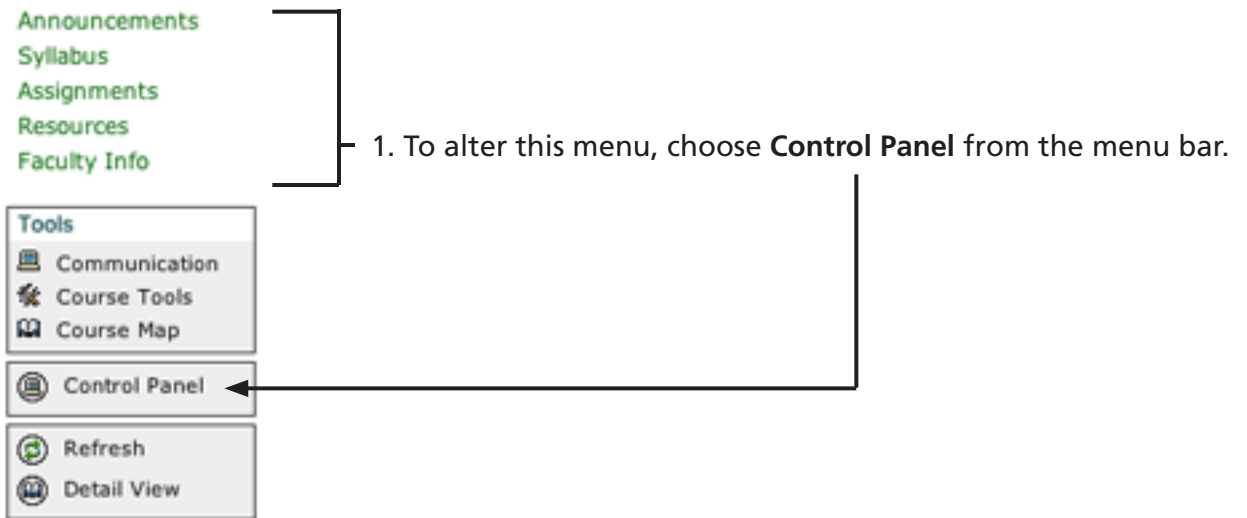 Announcements
Syllabus
Assignments
Resources
Faculty Info
1. To alter this menu, choose Control Panel from the menu bar.
Tools
Communication
Course Tools
Course Map
Control Panel
Refresh
Detail View